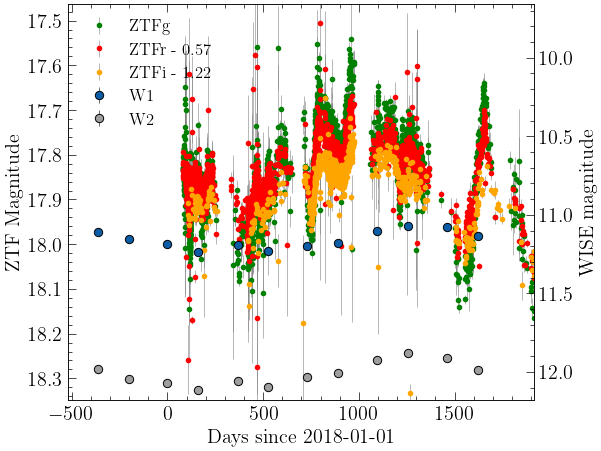 ZTFg
ZTFr - 0.57
ZTFi - 1.22
W1
W2
17.5
17.6
17.7
17.8
17.9
18.0
18.1
18.2
18.3
ZTF Magnitude
10.0
10.5
11.0
11.5
12.0
WISE magnitude
−500
0
500
1000
1500
Days since 2018-01-01